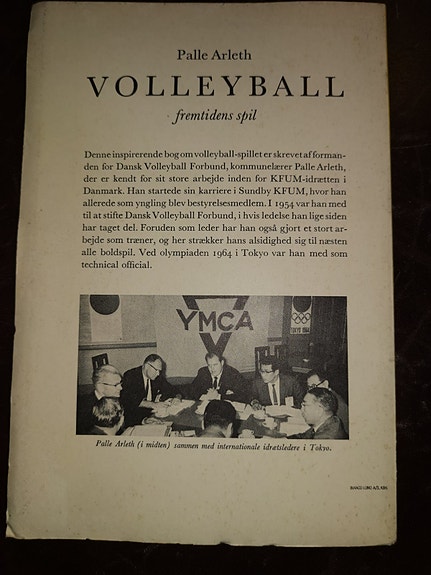 Palle Arleth
VOLLEYBALL
fremtidens spil
Denne inspirerende bog om volleyball-spillet er skrevet af forman-
den for Dansk Volleyball Forbund, kommunelærer Palle Arleth,
der er kendt for sit store arbejde inden for KFUM-idrætten i
Danmark. Han startede sin karriere i Sundby KFUM, hvor han
allerede som yngling blev bestyrelsesmedlem. I 1954 var han med
til at stifte Dansk Volleyball Forbund, i hvis ledelse han lige siden
har taget del. Foruden som leder har han også gjort et stort ar-
bejde som træner, og her strækker hans alsidighed sig til næsten
alle boldspil. Ved olympiaden 1964 i Tokyo var han med som
technical official.
YMCA
TOKYO 1964
Palle Arleth (i midten) sammen med internationale idrætsledere i Tokyo.